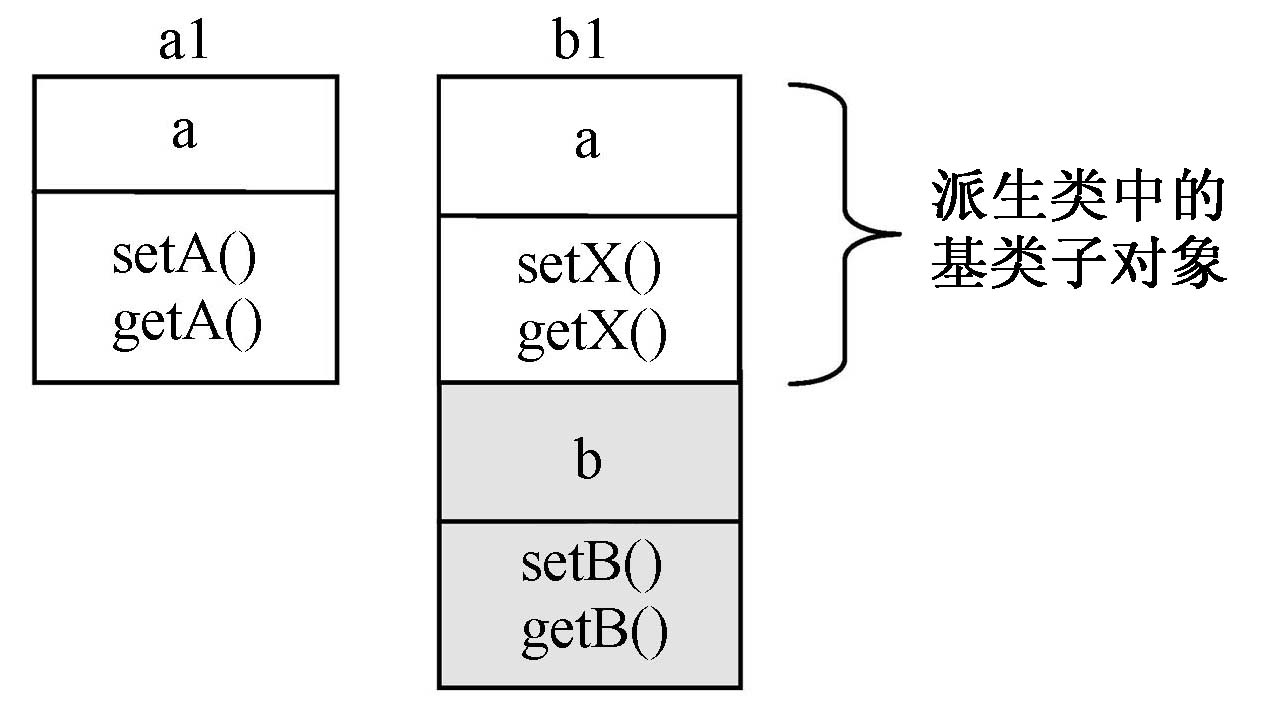 a1
a
setA()
getA()
b1
a
setX()
getX()
b
setB()
getB()
派生类中的
基类子对象